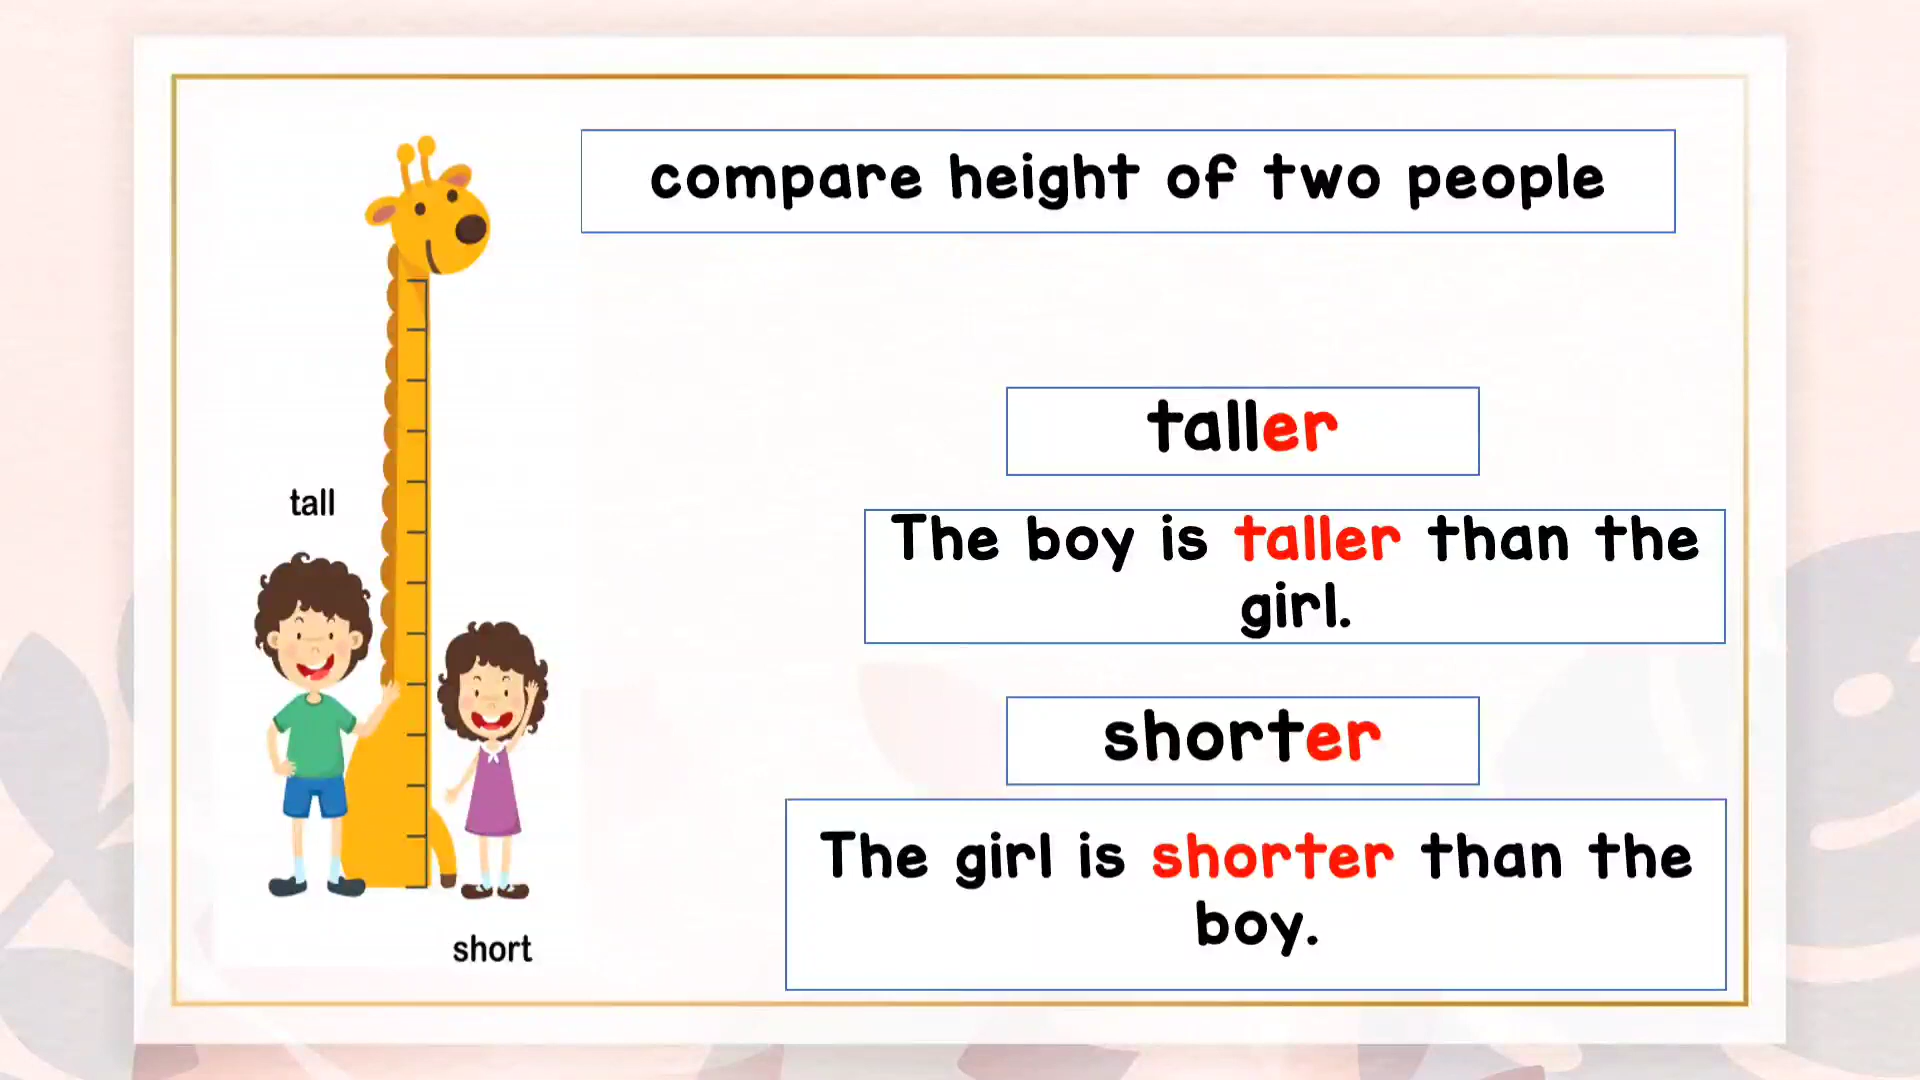 compare height of two people
taller
tall
The boy is taller than the
girl.
shorter
The girl is shorter than the
boy.
short